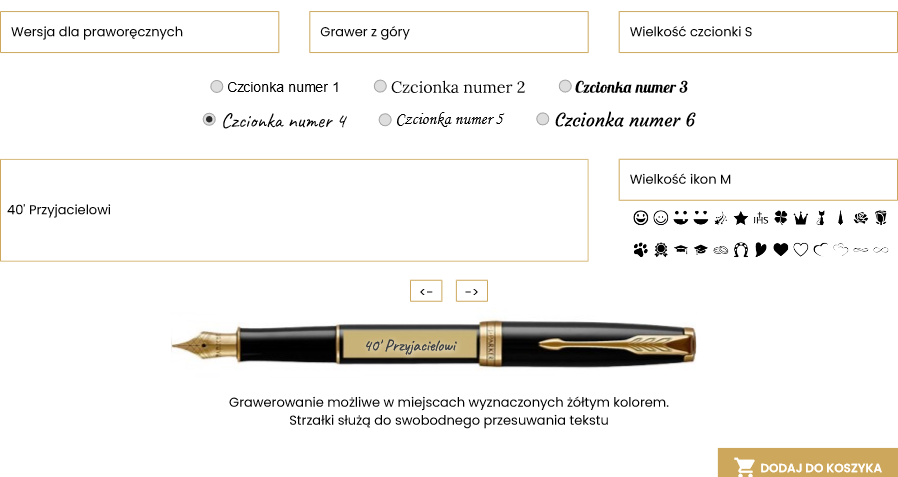 Wersja dla praworęcznych
Grawer z góry
Wielkość czcionki S
Czcionka numer 1
Czcionka numer 2
Czcionka numer 3
Czcionka numer 4
Czcionka numer 5
Czcionka numer 6
40' Przyjacielowi
Wielkość ikon M
IHS
<- ->
40' Przyjacielowi
PARKER
Grawerowanie możliwe w miejscach wyznaczonych żółtym kolorem.
Strzałki służą do swobodnego przesuwania tekstu
DODAJ DO KOSZYKA